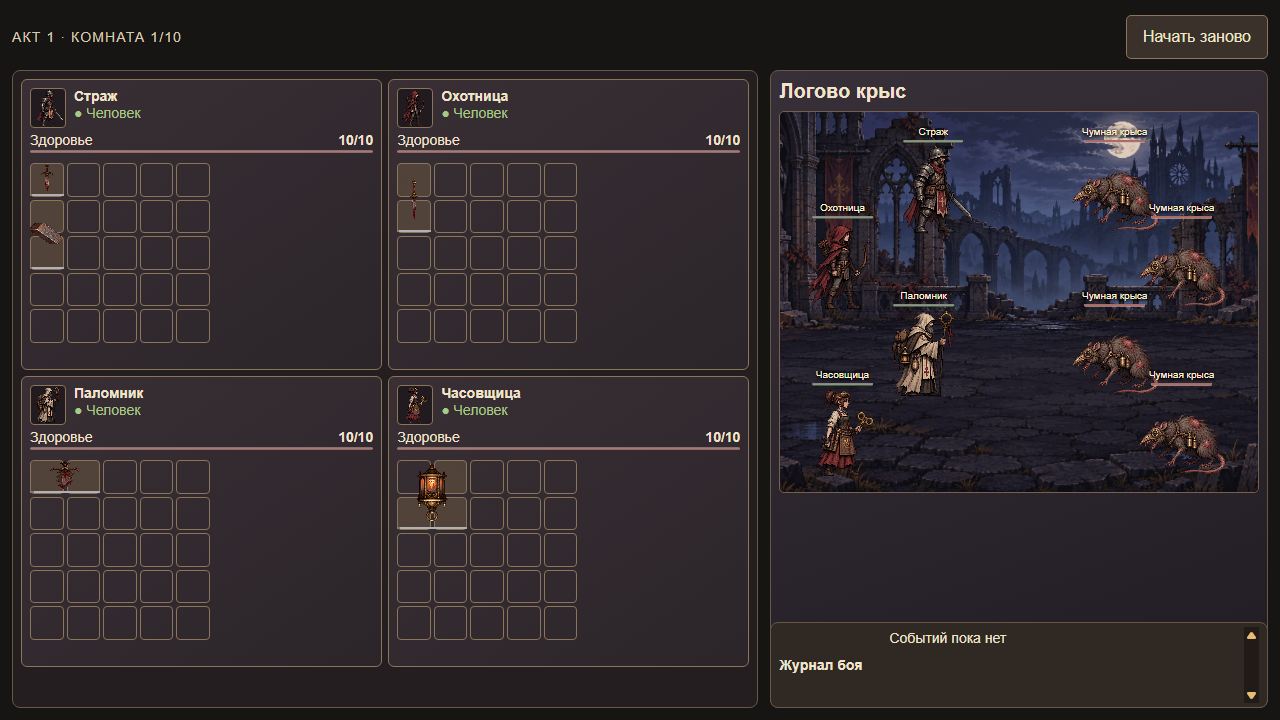 АКТ 1 · КОМНАТА 1/10
Начать заново
Страж
● Человек
Здоровье 10/10
Охотница
● Человек
Здоровье 10/10
Паломник
● Человек
Здоровье 10/10
Часовщица
● Человек
Здоровье 10/10
Логово крыс
Страж
Чумная крыса
Охотница
Чумная крыса
Паломник
Чумная крыса
Часовщица
Чумная крыса
Событий пока нет
Журнал боя